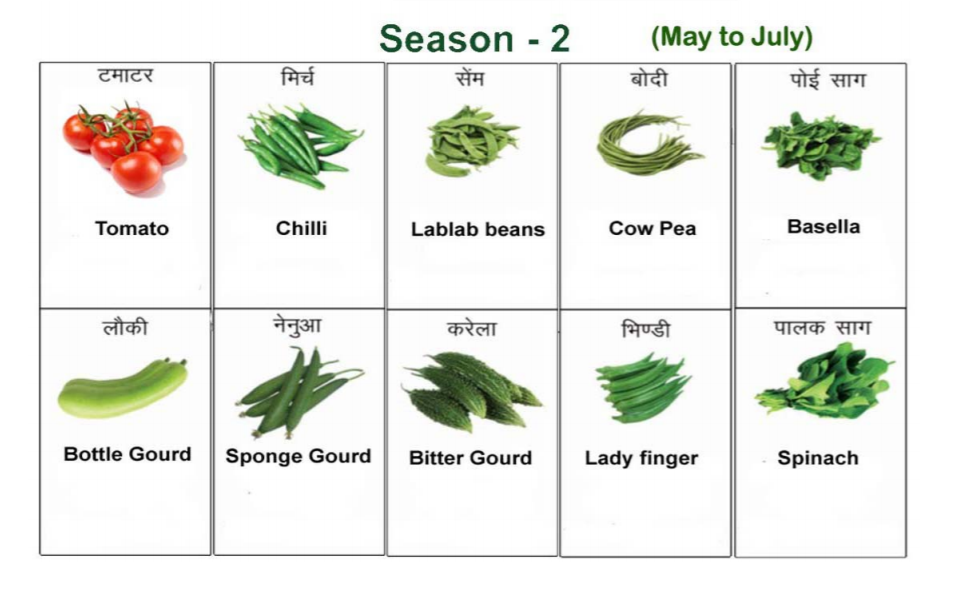 Season - 2 (May to July)
टमाटर
Tomato
मिर्च
Chilli
सेंम
Lablab beans
बोदी
Cow Pea
पोई साग
Basella
लौकी
Bottle Gourd
नेनुआ
Sponge Gourd
करेला
Bitter Gourd
भिण्डी
Lady finger
पालक साग
Spinach